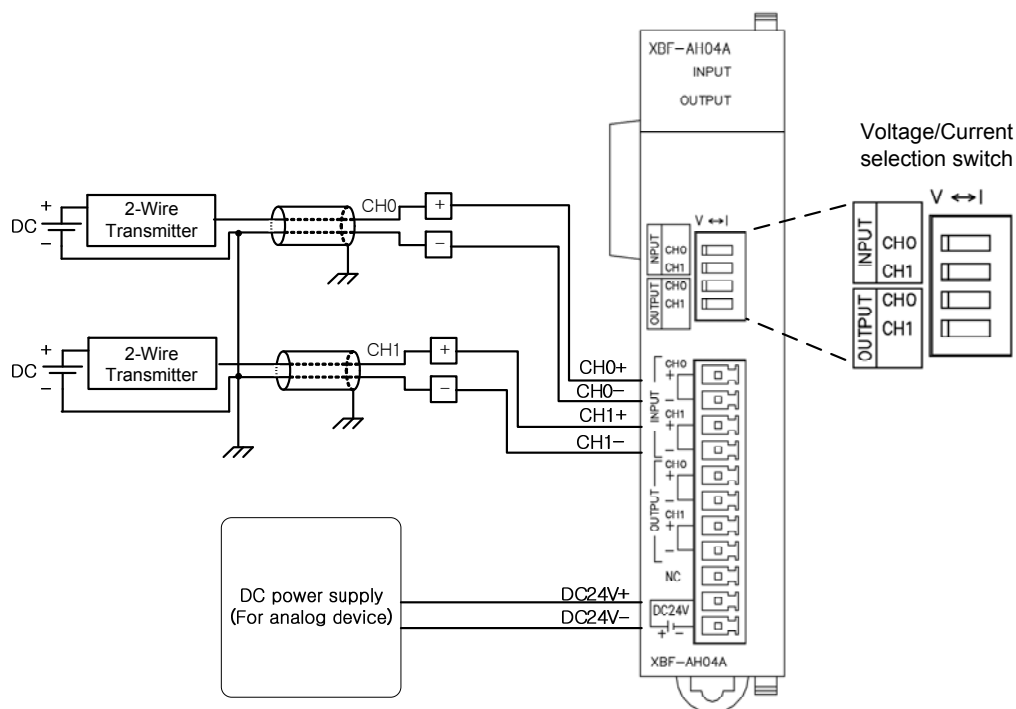 XBF-AH04A
INPUT
OUTPUT
Voltage/Current
selection switch
V ↔ I
INPUT
CH0
CH1
OUTPUT
CH0
CH1
V ↔ I
INPUT
CH0
CH1
OUTPUT
CH0
CH1
+
DC
−
2-Wire
Transmitter
CH0
+
−
+
DC
−
2-Wire
Transmitter
CH1
+
−
CH0+
CH0−
CH1+
CH1−
INPUT
CH0
+
−
CH1
+
−
OUTPUT
CH0
+
−
CH1
+
−
NC
DC power supply
(For analog device)
DC24V+
DC24V−
DC24V
+ −
XBF-AH04A